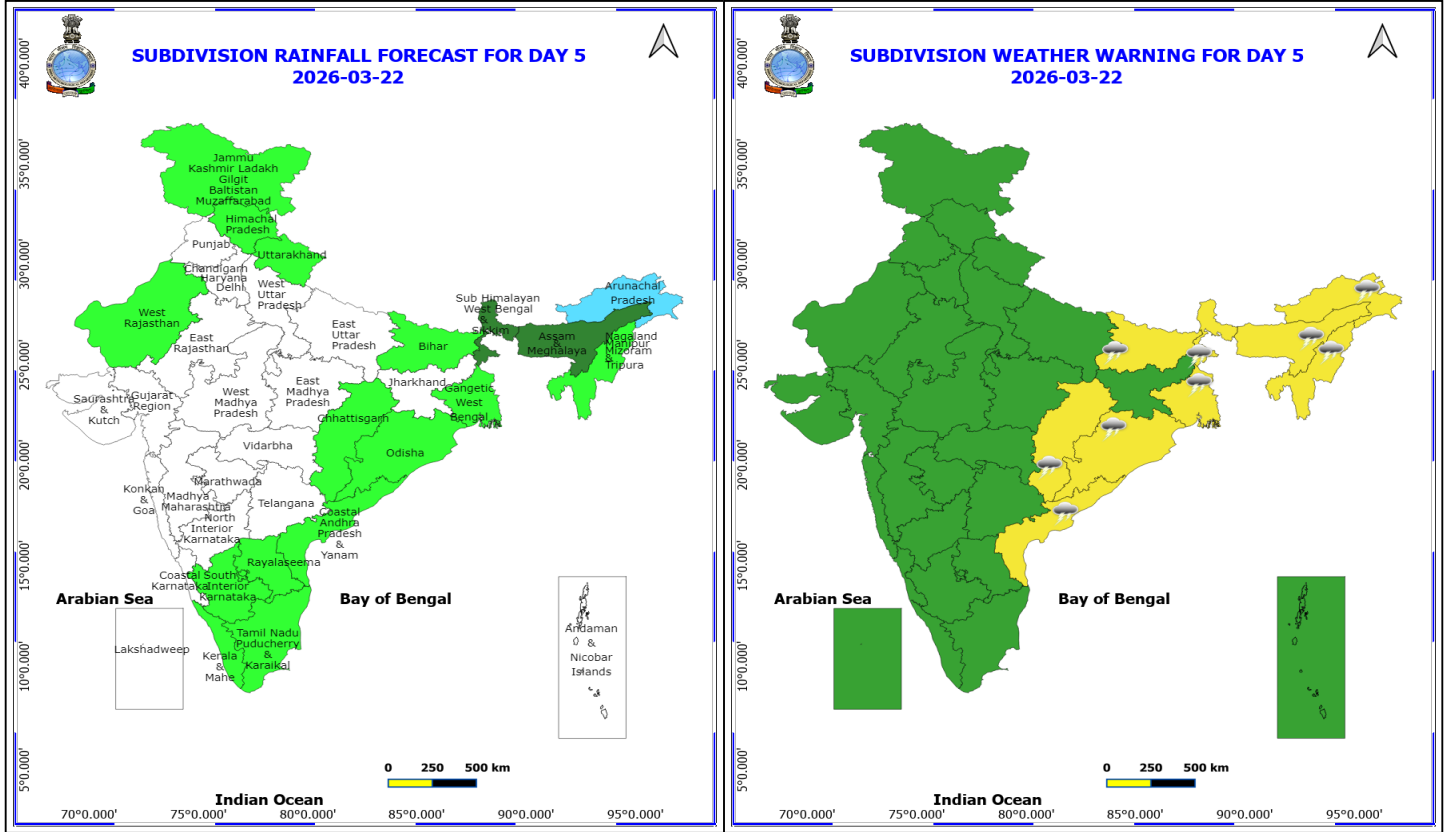 SUBDIVISION RAINFALL FORECAST FOR DAY 5
2026-03-22
40°0.000'
35°0.000'
30°0.000'
25°0.000'
20°0.000'
15°0.000'
10°0.000'
5°0.000'
Jammu
Kashmir Ladakh
Gilgit
Baltistan
Muzaffarabad
Himachal
Pradesh
Punjab
Uttarakhand
Chandigarh
Haryana
Delhi
West
Uttar
Pradesh
West
Rajasthan
East
Rajasthan
East
Uttar
Pradesh
Sub Himalayan
West Bengal
&
Sikkim
Arunachal
Pradesh
Assam
&
Meghalaya
Nagaland
Manipur
Mizoram
&
Tripura
Bihar
Jharkhand
Gangetic
West
Bengal
Saurashtra
&
Kutch
Gujarat
Region
West
Madhya
Pradesh
East
Madhya
Pradesh
Chhattisgarh
Odisha
Vidarbha
Konkan
&
Goa
Madhya
Maharashtra
Marathwada
Telangana
North
Interior
Karnataka
Coastal
Andhra
Pradesh
&
Yanam
Rayalaseema
Coastal
Karnataka
South
Interior
Karnataka
Arabian Sea
Bay of Bengal
Lakshadweep
Kerala
&
Mahe
Tamil Nadu
Puducherry
&
Karaikal
Andaman
&
Nicobar
Islands
0 250 500 km
Indian Ocean
70°0.000' 75°0.000' 80°0.000' 85°0.000' 90°0.000' 95°0.000'
SUBDIVISION WEATHER WARNING FOR DAY 5
2026-03-22
40°0.000'
35°0.000'
30°0.000'
25°0.000'
20°0.000'
15°0.000'
10°0.000'
5°0.000'
Arabian Sea
Bay of Bengal
0 250 500 km
Indian Ocean
70°0.000' 75°0.000' 80°0.000' 85°0.000' 90°0.000' 95°0.000'